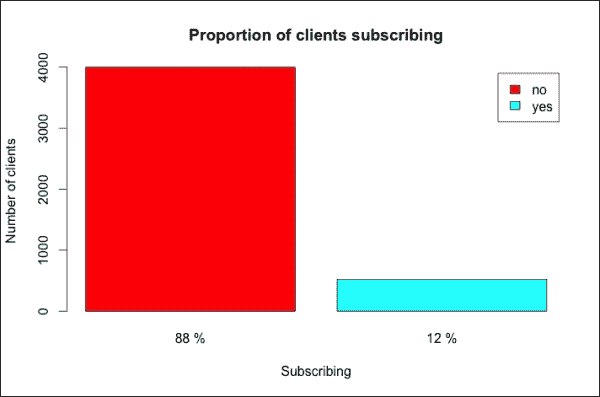 Proportion of clients subscribing
4000
3000
2000
1000
0
Number of clients
no
yes
88 %
12 %
Subscribing